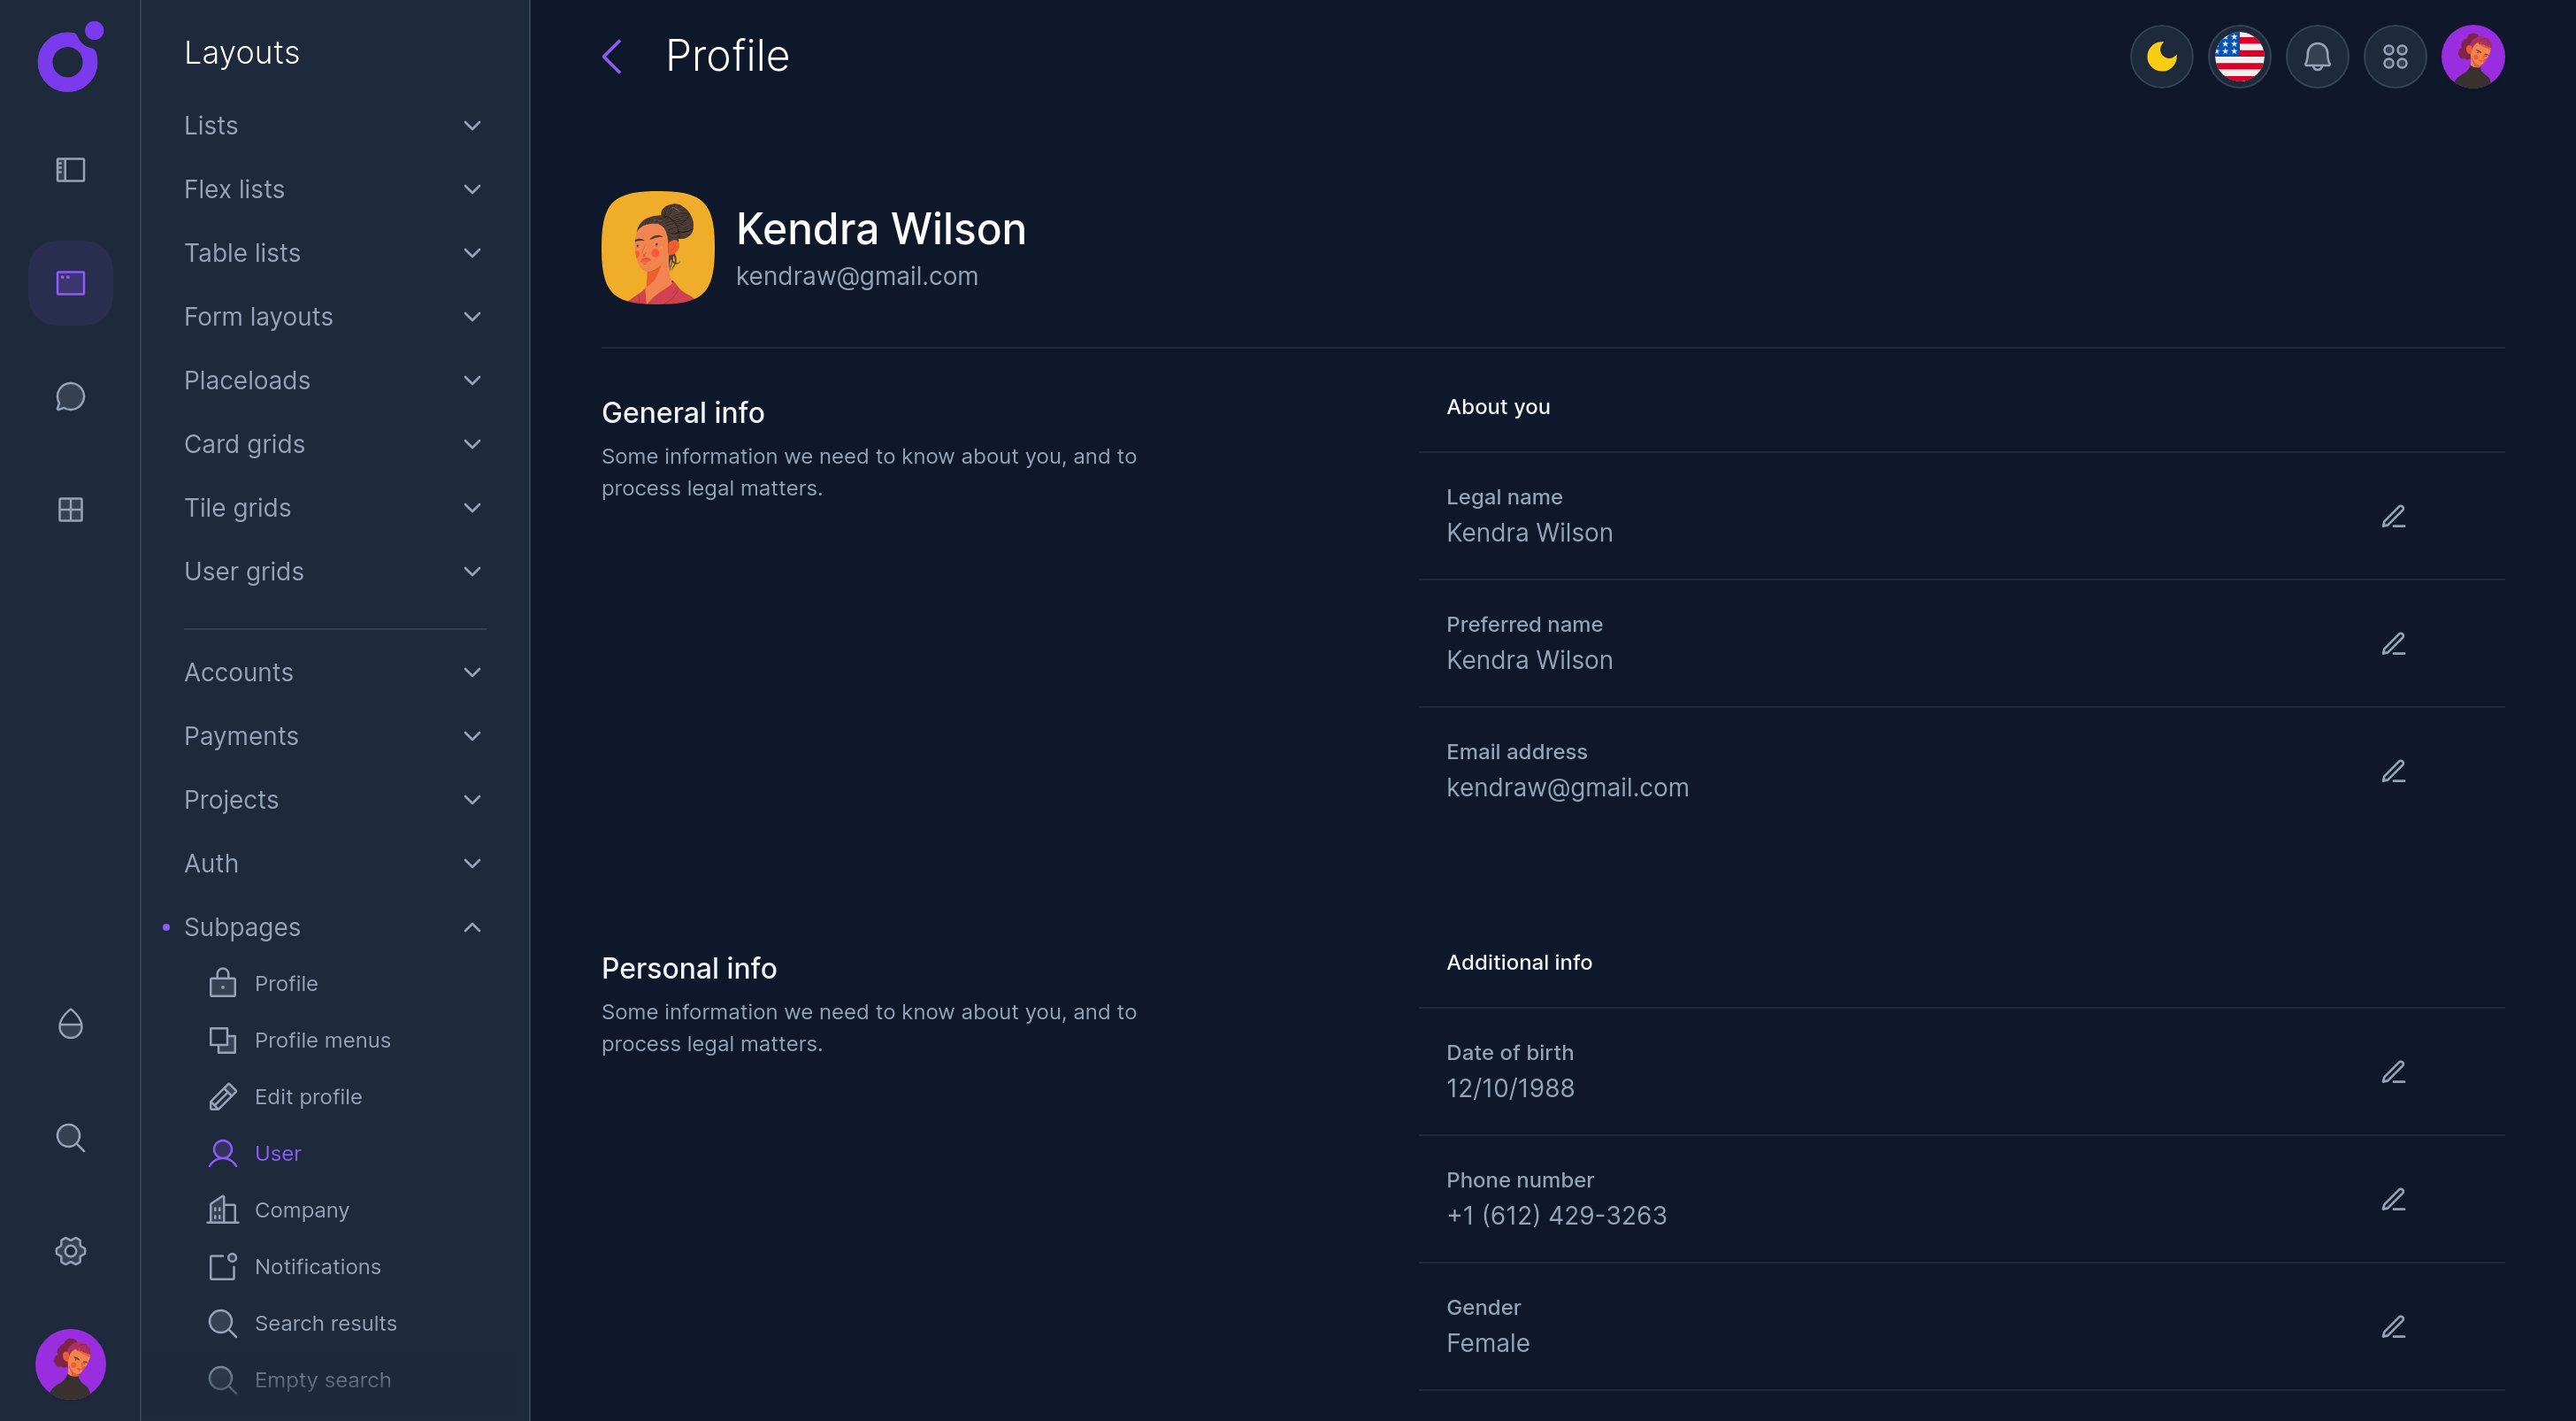 Layouts
Lists
Flex lists
Table lists
Form layouts
Placeloads
Card grids
Tile grids
User grids
Accounts
Payments
Projects
Auth
Subpages
Profile
Profile menus
Edit profile
User
Company
Notifications
Search results
Empty search
Profile
Kendra Wilson
kendraw@gmail.com
General info
Some information we need to know about you, and to
process legal matters.
About you
Legal name
Kendra Wilson
Preferred name
Kendra Wilson
Email address
kendraw@gmail.com
Personal info
Some information we need to know about you, and to
process legal matters.
Additional info
Date of birth
12/10/1988
Phone number
+1 (612) 429-3263
Gender
Female